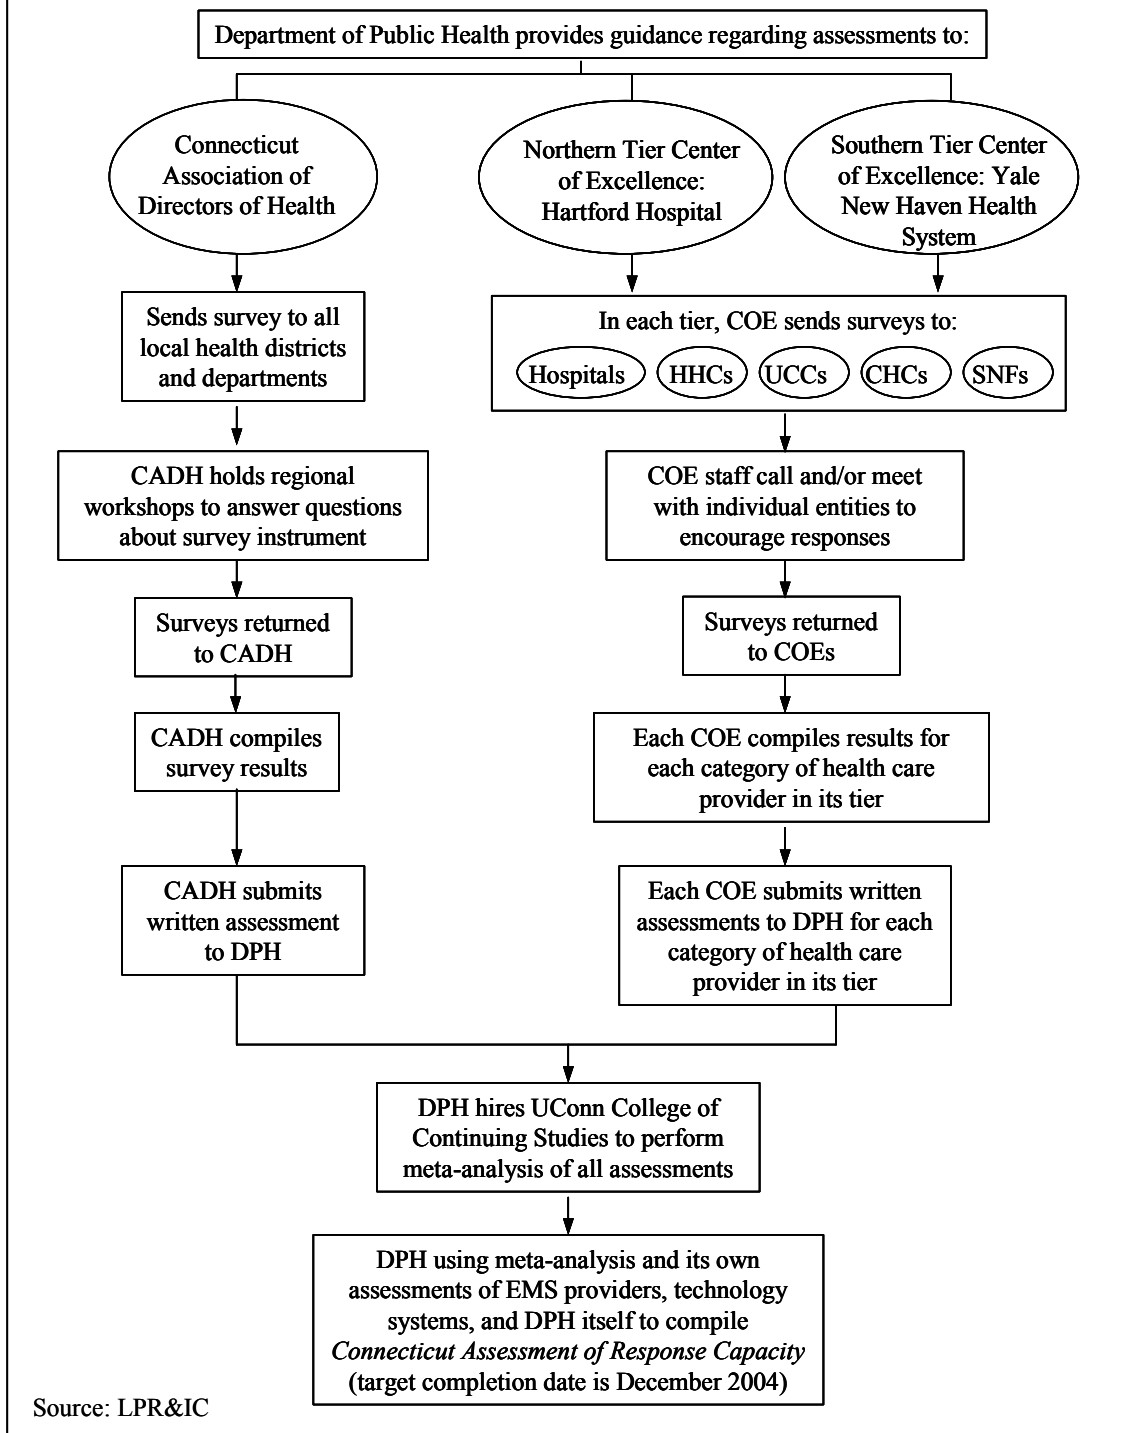 Department of Public Health provides guidance regarding assessments to:
Connecticut
Association of
Directors of Health
Northern Tier Center
of Excellence:
Hartford Hospital
Southern Tier Center
of Excellence: Yale
New Haven Health
System
Sends survey to all
local health districts
and departments
In each tier, COE sends surveys to:
Hospitals HHCs UCCs CHCs SNFs
CADH holds regional
workshops to answer questions
about survey instrument
COE staff call and/or meet
with individual entities to
encourage responses
Surveys returned
to CADH
Surveys returned
to COEs
CADH compiles
survey results
Each COE compiles results for
each category of health care
provider in its tier
CADH submits
written assessment
to DPH
Each COE submits written
assessments to DPH for each
category of health care
provider in its tier
DPH hires UConn College of
Continuing Studies to perform
meta-analysis of all assessments
DPH using meta-analysis and its own
assessments of EMS providers, technology
systems, and DPH itself to compile
Connecticut Assessment of Response Capacity
(target completion date is December 2004)
Source: LPR&IC